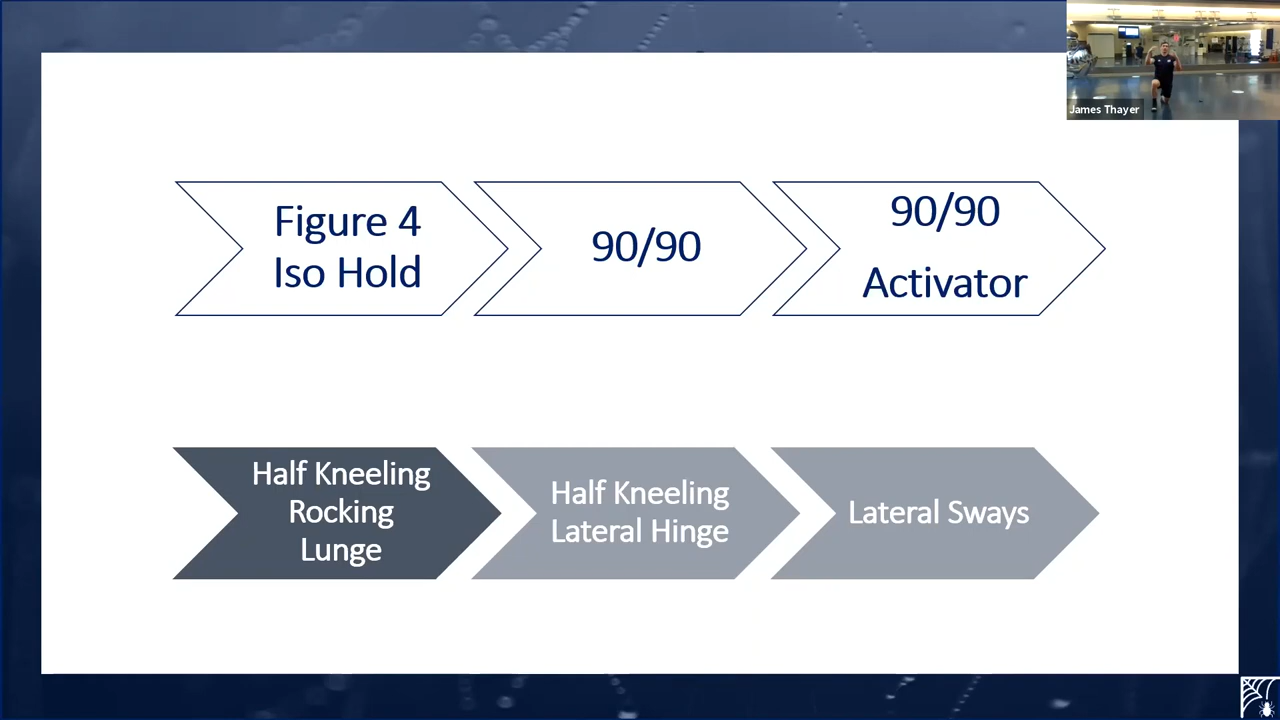 James Thayer
Figure 4
Iso Hold
90/90
90/90
Activator
Half Kneeling
Rocking
Lunge
Half Kneeling
Lateral Hinge
Lateral Sways